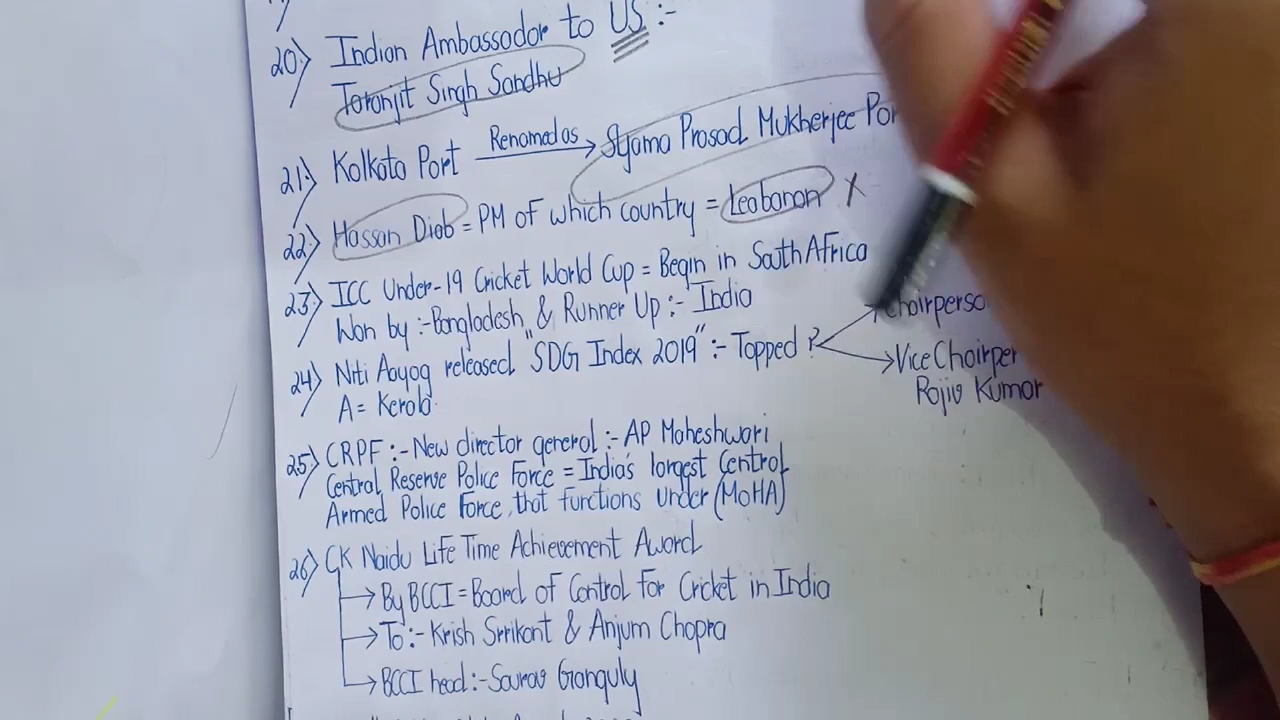 20) Indian Ambassador to US :-
Taranjit Singh Sandhu
21) Kolkata Port Renamed as → Syama Prasad Mukherjee Por
22) Hassan Diab = PM of which country = Leabanon X
23) ICC Under-19 Cricket World Cup = Begin in South Africa
Won by :- Bangladesh & Runner Up :- India
24) Niti Aayog released "SDG Index 2019" :- Topped ?
A = Kerala
→ Chairperso
→ Vice Chairper
Rajiv Kumar
25) CRPF :- New director general :- AP Maheshwari
Central Reserve Police Force = India's largest Central
Armed Police Force, that functions under (MoHA)
26) CK Naidu Life Time Achievement Award
→ By BCCI = Board of Control for Cricket in India
→ To :- Krish Srrikant & Anjum Chopra
→ BCCI head :- Saurav Ganguly